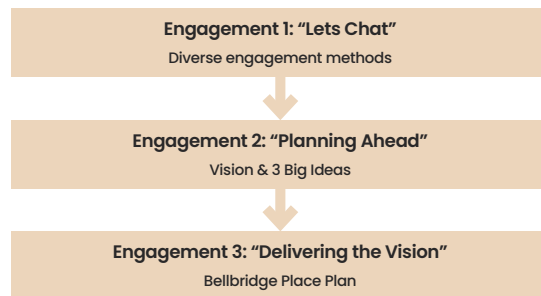 Engagement 1: “Lets Chat”
Diverse engagement methods
Engagement 2: “Planning Ahead”
Vision & 3 Big Ideas
Engagement 3: “Delivering the Vision”
Bellbridge Place Plan